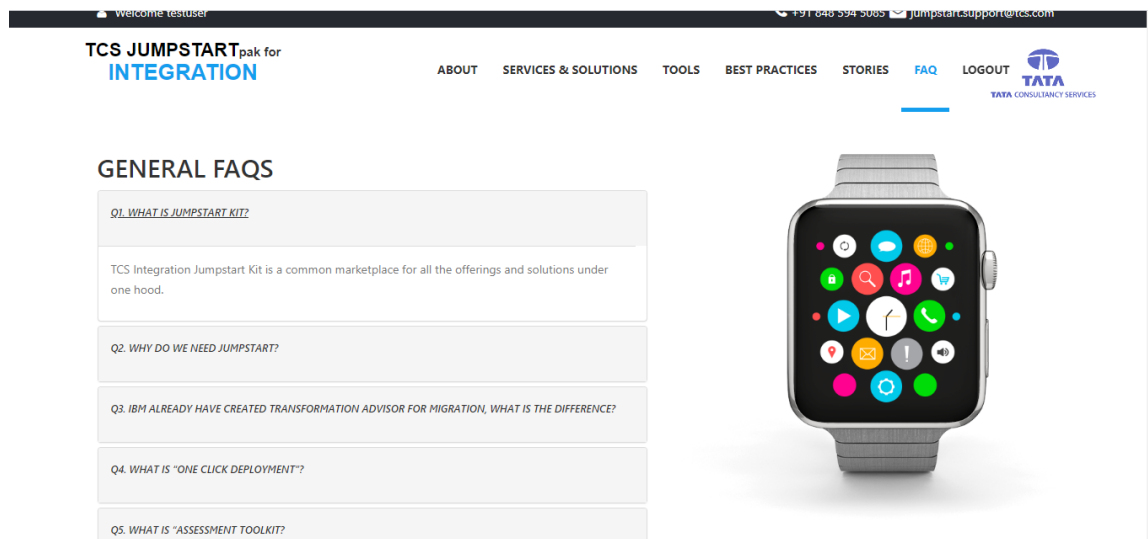 Welcome testuser
+91 848 594 5085 jumpstart.support@tcs.com
TCS JUMPSTART pak for
INTEGRATION
ABOUT SERVICES & SOLUTIONS TOOLS BEST PRACTICES STORIES FAQ LOGOUT
TATA
TATA CONSULTANCY SERVICES
GENERAL FAQS
Q1. WHAT IS JUMPSTART KIT?
TCS Integration Jumpstart Kit is a common marketplace for all the offerings and solutions under
one hood.
Q2. WHY DO WE NEED JUMPSTART?
Q3. IBM ALREADY HAVE CREATED TRANSFORMATION ADVISOR FOR MIGRATION, WHAT IS THE DIFFERENCE?
Q4. WHAT IS "ONE CLICK DEPLOYMENT"?
Q5. WHAT IS "ASSESSMENT TOOLKIT?